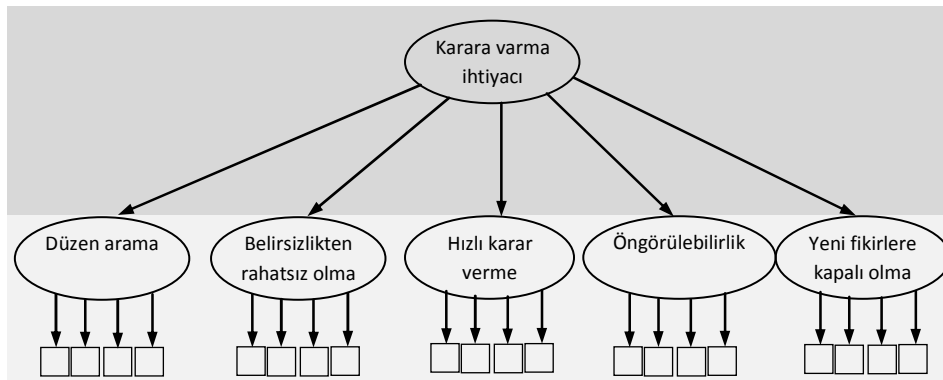 Karara varma
ihtiyacı
Düzen arama
Belirsizlikten
rahatsız olma
Hızlı karar
verme
Öngörülebilirlik
Yeni fikirlere
kapalı olma